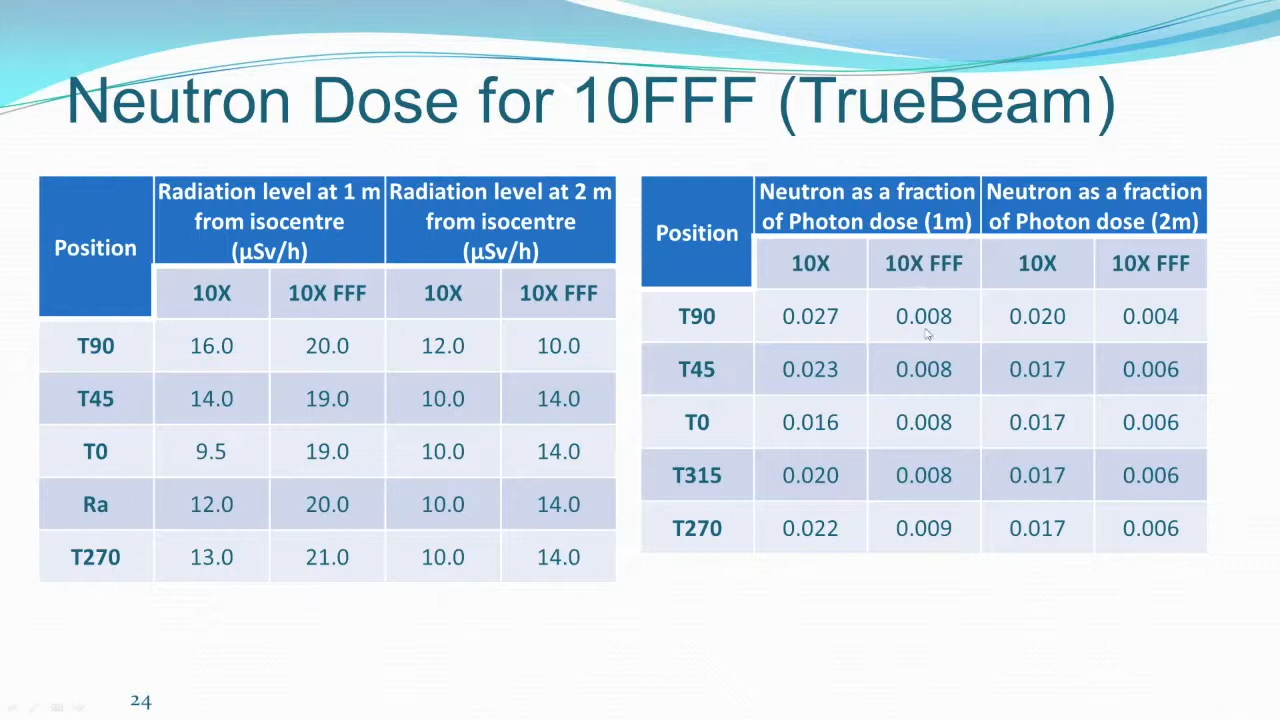 Neutron Dose for 10FFF (TrueBeam)
Position
Radiation level at 1 m
from isocentre
(µSv/h)
Radiation level at 2 m
from isocentre
(µSv/h)
10X 10X FFF 10X 10X FFF
T90 16.0 20.0 12.0 10.0
T45 14.0 19.0 10.0 14.0
T0 9.5 19.0 10.0 14.0
Ra 12.0 20.0 10.0 14.0
T270 13.0 21.0 10.0 14.0
Position
Neutron as a fraction
of Photon dose (1m)
Neutron as a fraction
of Photon dose (2m)
10X 10X FFF 10X 10X FFF
T90 0.027 0.008 0.020 0.004
T45 0.023 0.008 0.017 0.006
T0 0.016 0.008 0.017 0.006
T315 0.020 0.008 0.017 0.006
T270 0.022 0.009 0.017 0.006
24